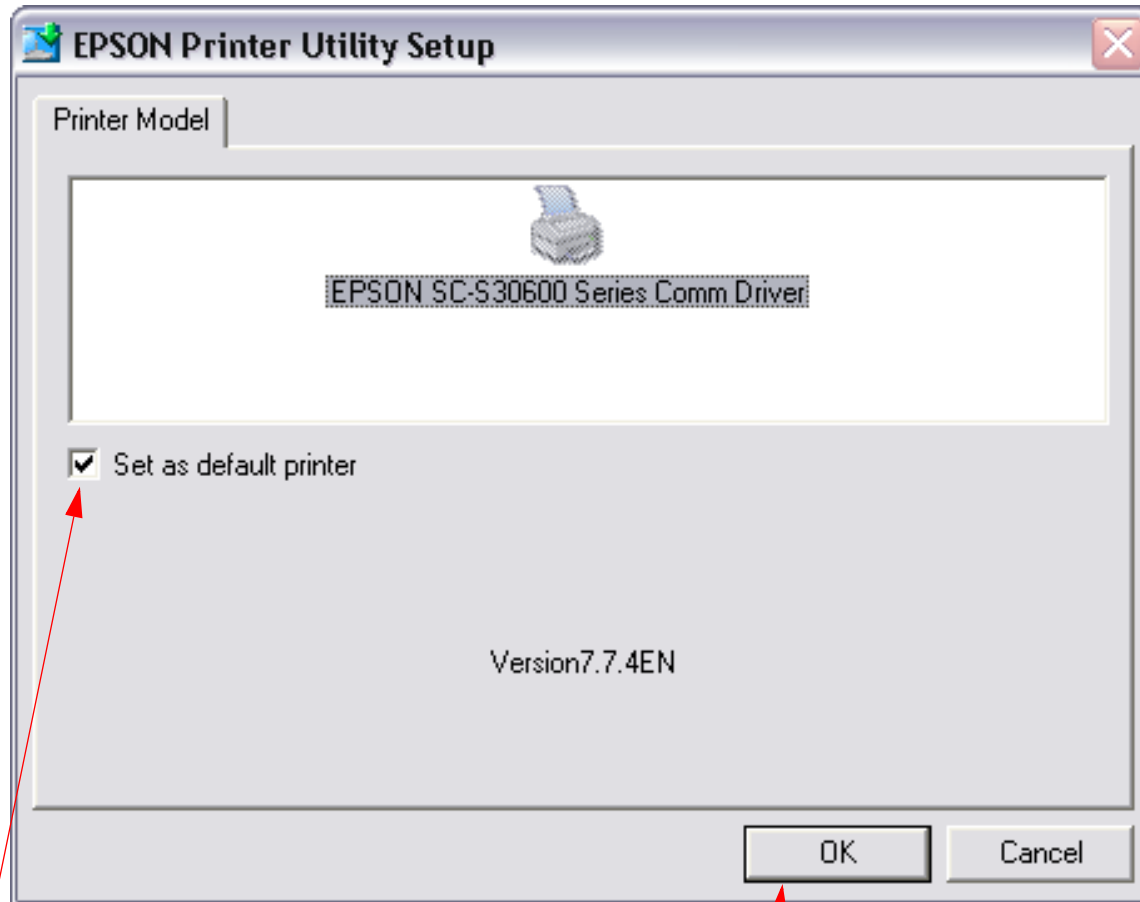 EPSON Printer Utility Setup
Printer Model
EPSON SC-S30600 Series Comm Driver
Set as default printer
Version7.7.4EN
OK Cancel